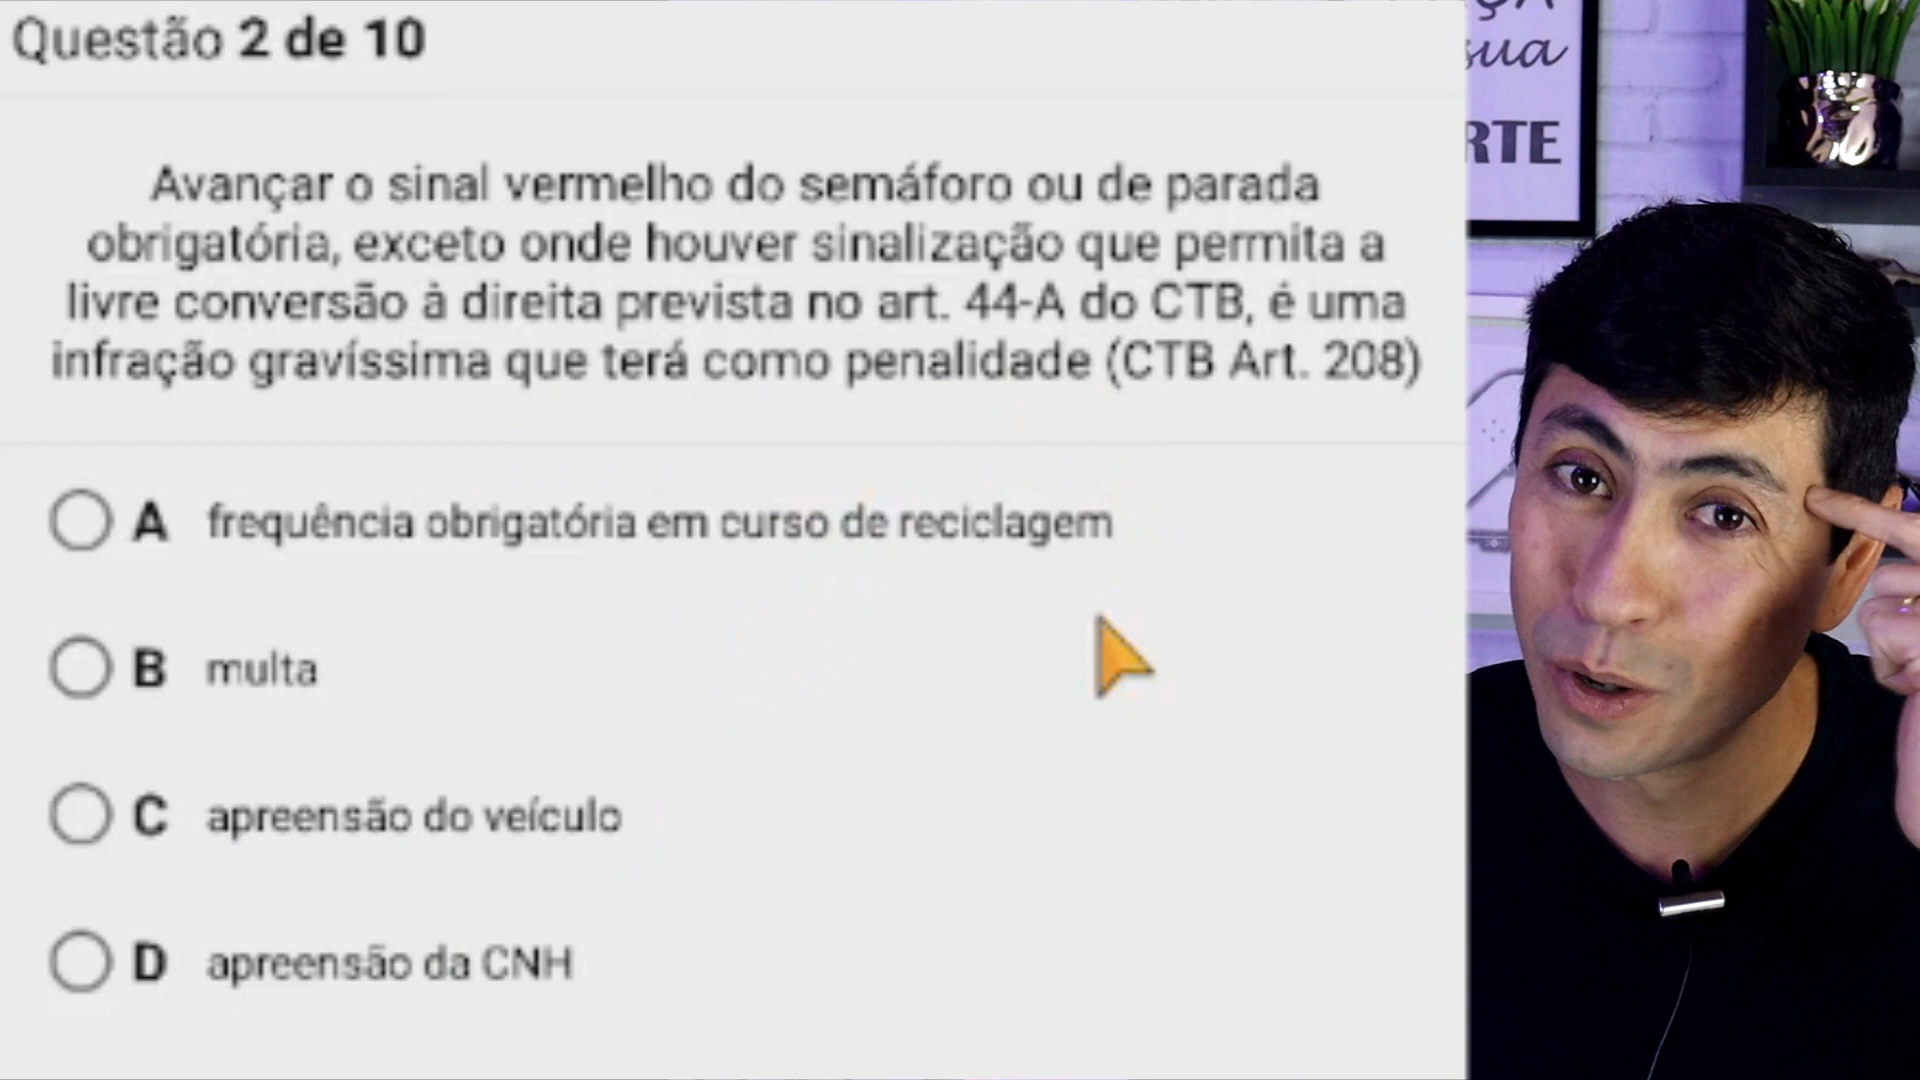 Questão 2 de 10
Avançar o sinal vermelho do semáforo ou de parada
obrigatória, exceto onde houver sinalização que permita a
livre conversão à direita prevista no art. 44-A do CTB, é uma
infração gravíssima que terá como penalidade (CTB Art. 208)
A frequência obrigatória em curso de reciclagem
B multa
C apreensão do veículo
D apreensão da CNH
sua
RTE